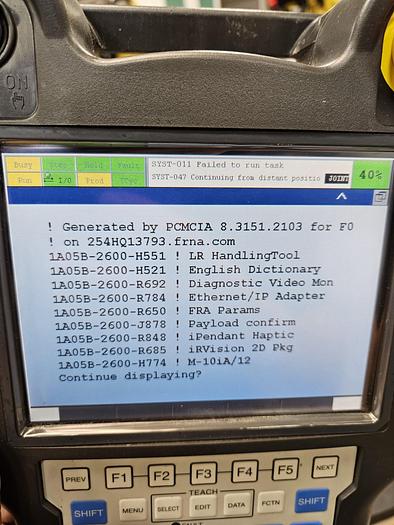 ON
Busy Step Hold Fault
Run I/O Prod TCyc
SYST-011 Failed to run task
SYST-047 Continuing from distant positio JOINT
40%
! Generated by PCMCIA 8.3151.2103 for F0
! on 254HQ13793.frna.com
1A05B-2600-H551 ! LR HandlingTool
1A05B-2600-H521 ! English Dictionary
1A05B-2600-R692 ! Diagnostic Video Mon
1A05B-2600-R784 ! Ethernet/IP Adapter
1A05B-2600-R650 ! FRA Params
1A05B-2600-J878 ! Payload confirm
1A05B-2600-R848 ! iPendant Haptic
1A05B-2600-R685 ! iRVision 2D Pkg
1A05B-2600-H774 ! M-10iA/12
Continue displaying?
PREV F1 F2 F3 F4 F5 NEXT
TEACH
SHIFT MENU SELECT EDIT DATA FCTN SHIFT